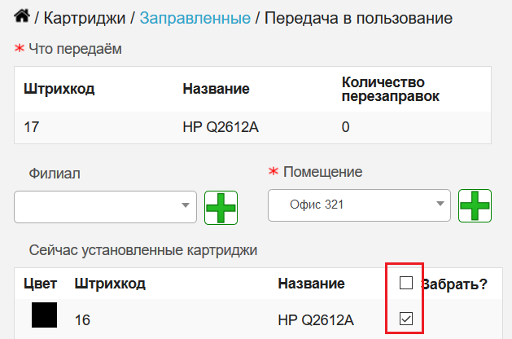 / Картриджи / Заправленные / Передача в пользование
* Что передаём
Штрихкод Название Количество перезаправок
17 HP Q2612A 0
Филиал * Помещение
Офис 321
Сейчас установленные картриджи
Цвет Штрихкод Название Забрать?
16 HP Q2612A